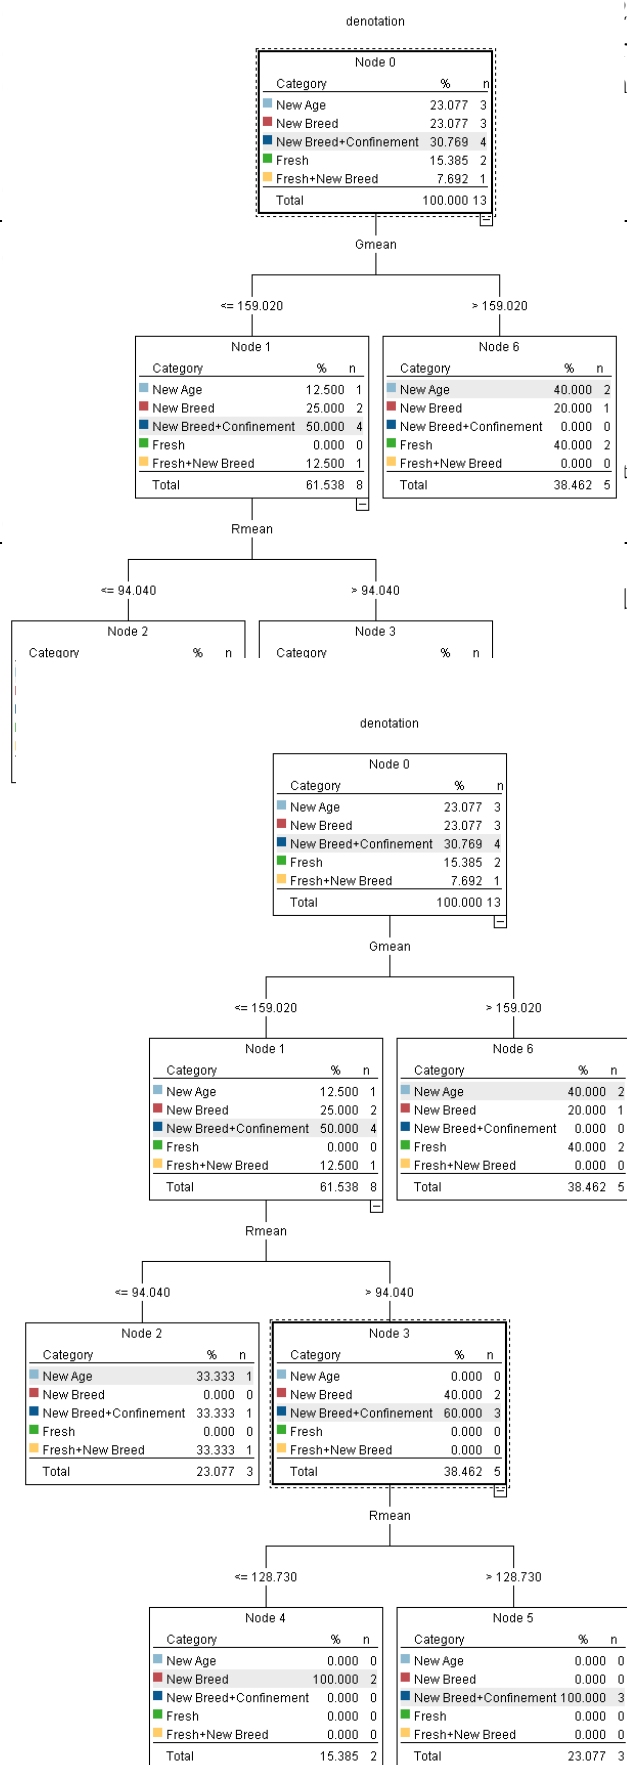 denotation
Node 0
Category % n
New Age 23.077 3
New Breed 23.077 3
New Breed+Confinement 30.769 4
Fresh 15.385 2
Fresh+New Breed 7.692 1
Total 100.000 13
Gmean
<= 159.020 > 159.020
Node 1
Category % n
New Age 12.500 1
New Breed 25.000 2
New Breed+Confinement 50.000 4
Fresh 0.000 0
Fresh+New Breed 12.500 1
Total 61.538 8
Node 6
Category % n
New Age 40.000 2
New Breed 20.000 1
New Breed+Confinement 0.000 0
Fresh 40.000 2
Fresh+New Breed 0.000 0
Total 38.462 5
Rmean
<= 94.040 > 94.040
Node 2
Category % n
Node 3
Category % n
denotation
Node 0
Category % n
New Age 23.077 3
New Breed 23.077 3
New Breed+Confinement 30.769 4
Fresh 15.385 2
Fresh+New Breed 7.692 1
Total 100.000 13
Gmean
<= 159.020 > 159.020
Node 1
Category % n
New Age 12.500 1
New Breed 25.000 2
New Breed+Confinement 50.000 4
Fresh 0.000 0
Fresh+New Breed 12.500 1
Total 61.538 8
Node 6
Category % n
New Age 40.000 2
New Breed 20.000 1
New Breed+Confinement 0.000 0
Fresh 40.000 2
Fresh+New Breed 0.000 0
Total 38.462 5
Rmean
<= 94.040 > 94.040
Node 2
Category % n
New Age 33.333 1
New Breed 0.000 0
New Breed+Confinement 33.333 1
Fresh 0.000 0
Fresh+New Breed 33.333 1
Total 23.077 3
Node 3
Category % n
New Age 0.000 0
New Breed 40.000 2
New Breed+Confinement 60.000 3
Fresh 0.000 0
Fresh+New Breed 0.000 0
Total 38.462 5
Rmean
<= 128.730 > 128.730
Node 4
Category % n
New Age 0.000 0
New Breed 100.000 2
New Breed+Confinement 0.000 0
Fresh 0.000 0
Fresh+New Breed 0.000 0
Total 15.385 2
Node 5
Category % n
New Age 0.000 0
New Breed 0.000 0
New Breed+Confinement 100.000 3
Fresh 0.000 0
Fresh+New Breed 0.000 0
Total 23.077 3